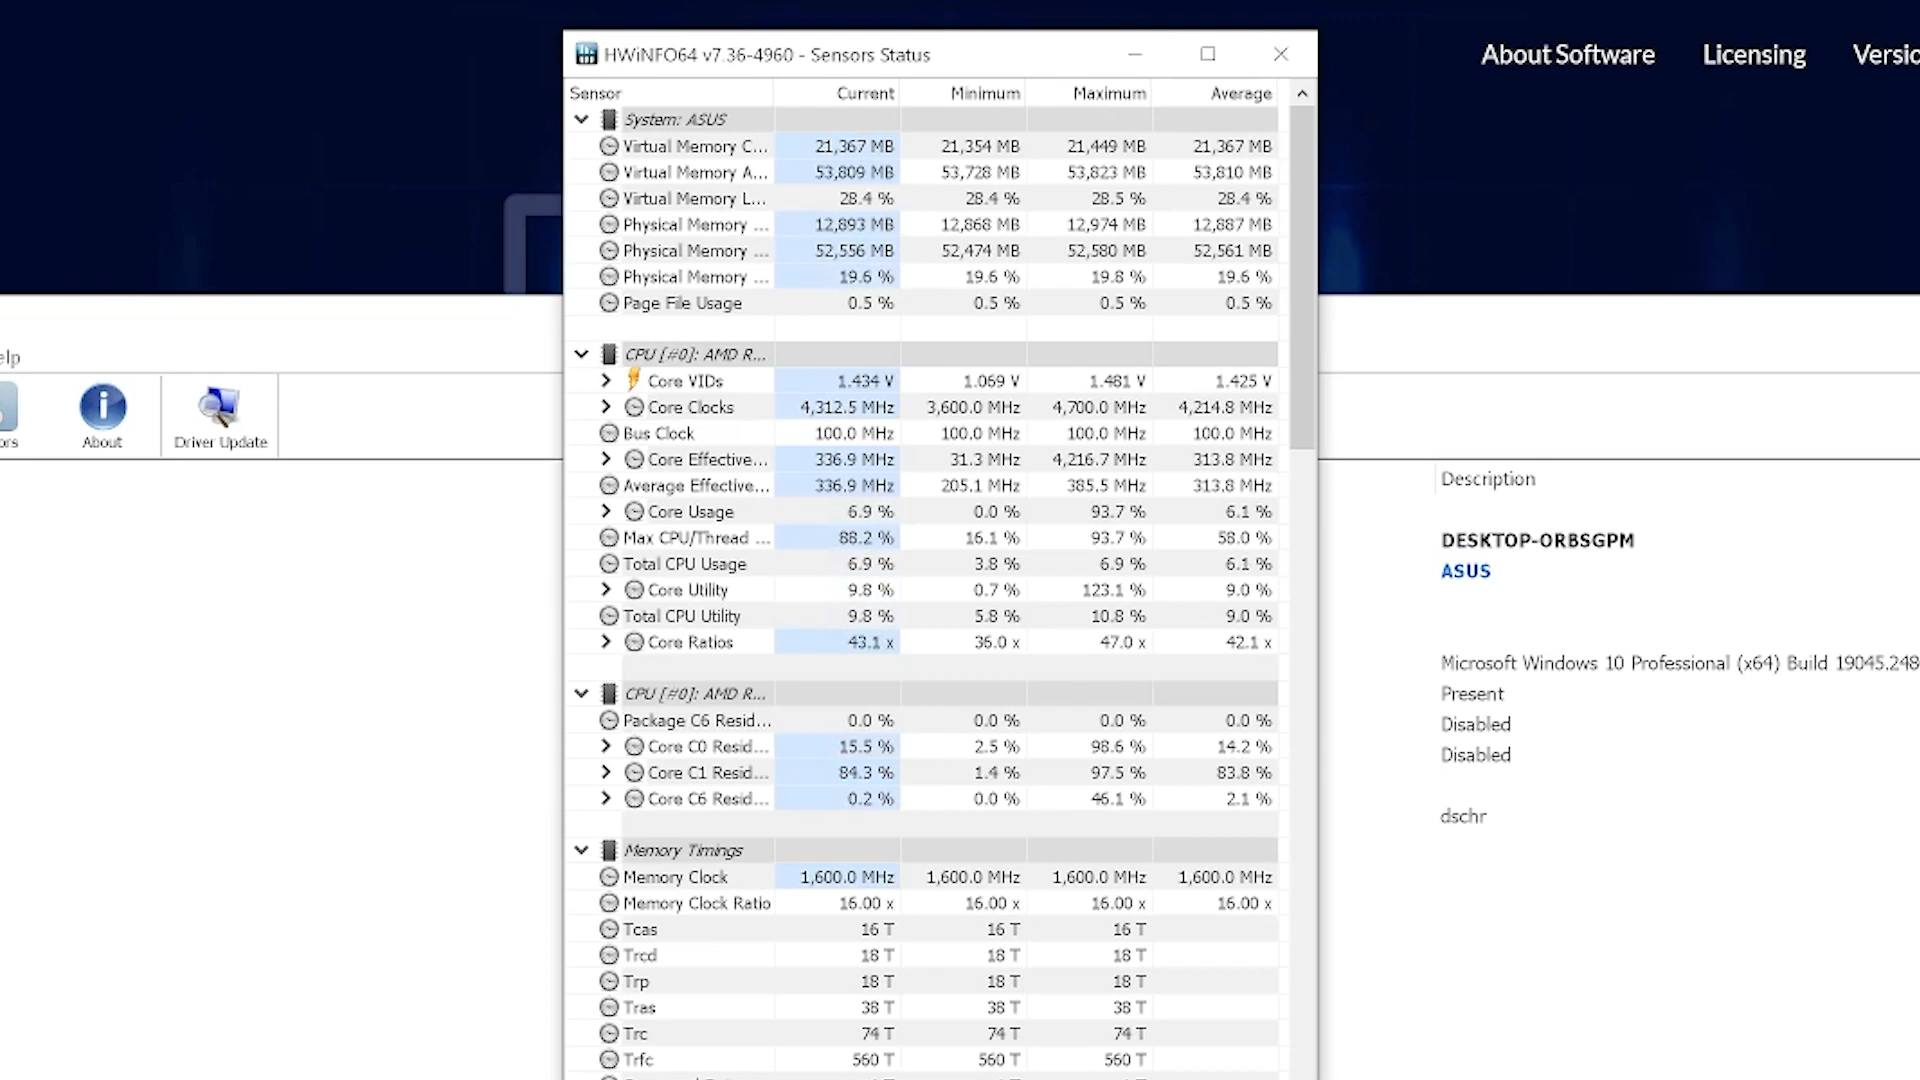 HWiNFO64 v7.36-4960 - Sensors Status
About Software Licensing Versio
Sensor Current Minimum Maximum Average
System: ASUS
Virtual Memory C... 21,367 MB 21,354 MB 21,449 MB 21,367 MB
Virtual Memory A... 53,809 MB 53,728 MB 53,823 MB 53,810 MB
Virtual Memory L... 28.4 % 28.4 % 28.5 % 28.4 %
Physical Memory ... 12,893 MB 12,868 MB 12,974 MB 12,887 MB
Physical Memory ... 52,556 MB 52,474 MB 52,580 MB 52,561 MB
Physical Memory ... 19.6 % 19.6 % 19.8 % 19.6 %
Page File Usage 0.5 % 0.5 % 0.5 % 0.5 %
CPU [#0]: AMD R...
Core VIDs 1.434 V 1.069 V 1.481 V 1.425 V
Core Clocks 4,312.5 MHz 3,600.0 MHz 4,700.0 MHz 4,214.8 MHz
Bus Clock 100.0 MHz 100.0 MHz 100.0 MHz 100.0 MHz
Core Effective... 336.9 MHz 31.3 MHz 4,216.7 MHz 313.8 MHz
Average Effective... 336.9 MHz 205.1 MHz 385.5 MHz 313.8 MHz
Core Usage 6.9 % 0.0 % 93.7 % 6.1 %
Max CPU/Thread ... 88.2 % 16.1 % 93.7 % 58.0 %
Total CPU Usage 6.9 % 3.8 % 6.9 % 6.1 %
Core Utility 9.8 % 0.7 % 123.1 % 9.0 %
Total CPU Utility 9.8 % 5.8 % 10.8 % 9.0 %
Core Ratios 43.1 x 36.0 x 47.0 x 42.1 x
CPU [#0]: AMD R...
Package C6 Resid... 0.0 % 0.0 % 0.0 % 0.0 %
Core C0 Resid... 15.5 % 2.5 % 98.6 % 14.2 %
Core C1 Resid... 84.3 % 1.4 % 97.5 % 83.8 %
Core C6 Resid... 0.2 % 0.0 % 46.1 % 2.1 %
Memory Timings
Memory Clock 1,600.0 MHz 1,600.0 MHz 1,600.0 MHz 1,600.0 MHz
Memory Clock Ratio 16.00 x 16.00 x 16.00 x 16.00 x
Tcas 16 T 16 T 16 T
Trcd 18 T 18 T 18 T
Trp 18 T 18 T 18 T
Tras 38 T 38 T 38 T
Trc 74 T 74 T 74 T
Trfc 560 T 560 T 560 T
elp
ors About Driver Update
Description
DESKTOP-ORBSGPM
ASUS
Microsoft Windows 10 Professional (x64) Build 19045.248
Present
Disabled
Disabled
dschr